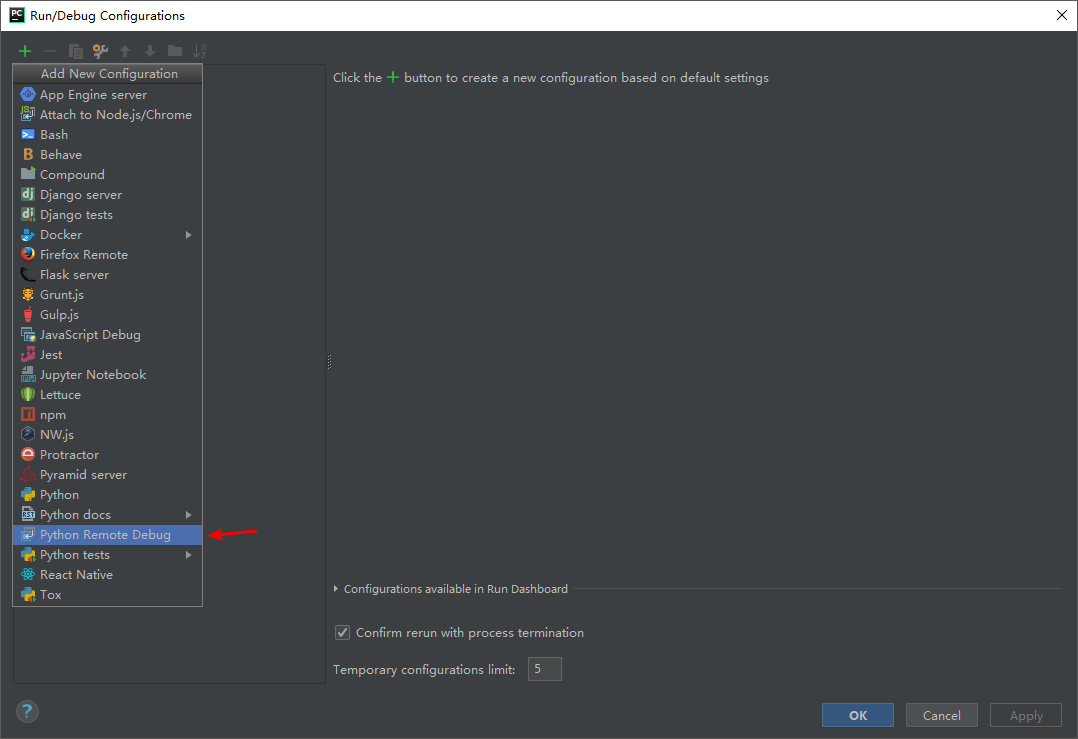 PC Run/Debug Configurations
Add New Configuration
App Engine server
Attach to Node.js/Chrome
Bash
Behave
Compound
Django server
Django tests
Docker
Firefox Remote
Flask server
Grunt.js
Gulp.js
JavaScript Debug
Jest
Jupyter Notebook
Lettuce
npm
NW.js
Protractor
Pyramid server
Python
Python docs
Python Remote Debug
Python tests
React Native
Tox
Click the + button to create a new configuration based on default settings
Configurations available in Run Dashboard
Confirm rerun with process termination
Temporary configurations limit: 5
?
OK Cancel Apply